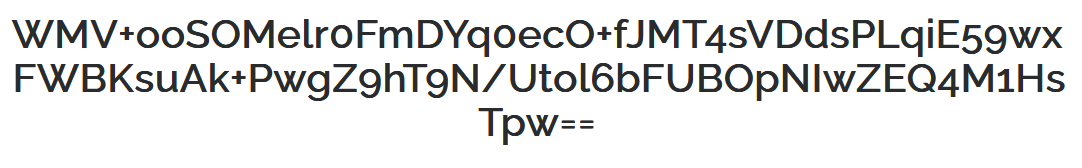 WMV+ooSOMelr0FmDYq0ecO+fJMT4sVDdsPLqiE59wx
FWBKsuAk+PwgZ9hT9N/Utol6bFUBOpNIwZEQ4M1Hs
Tpw==